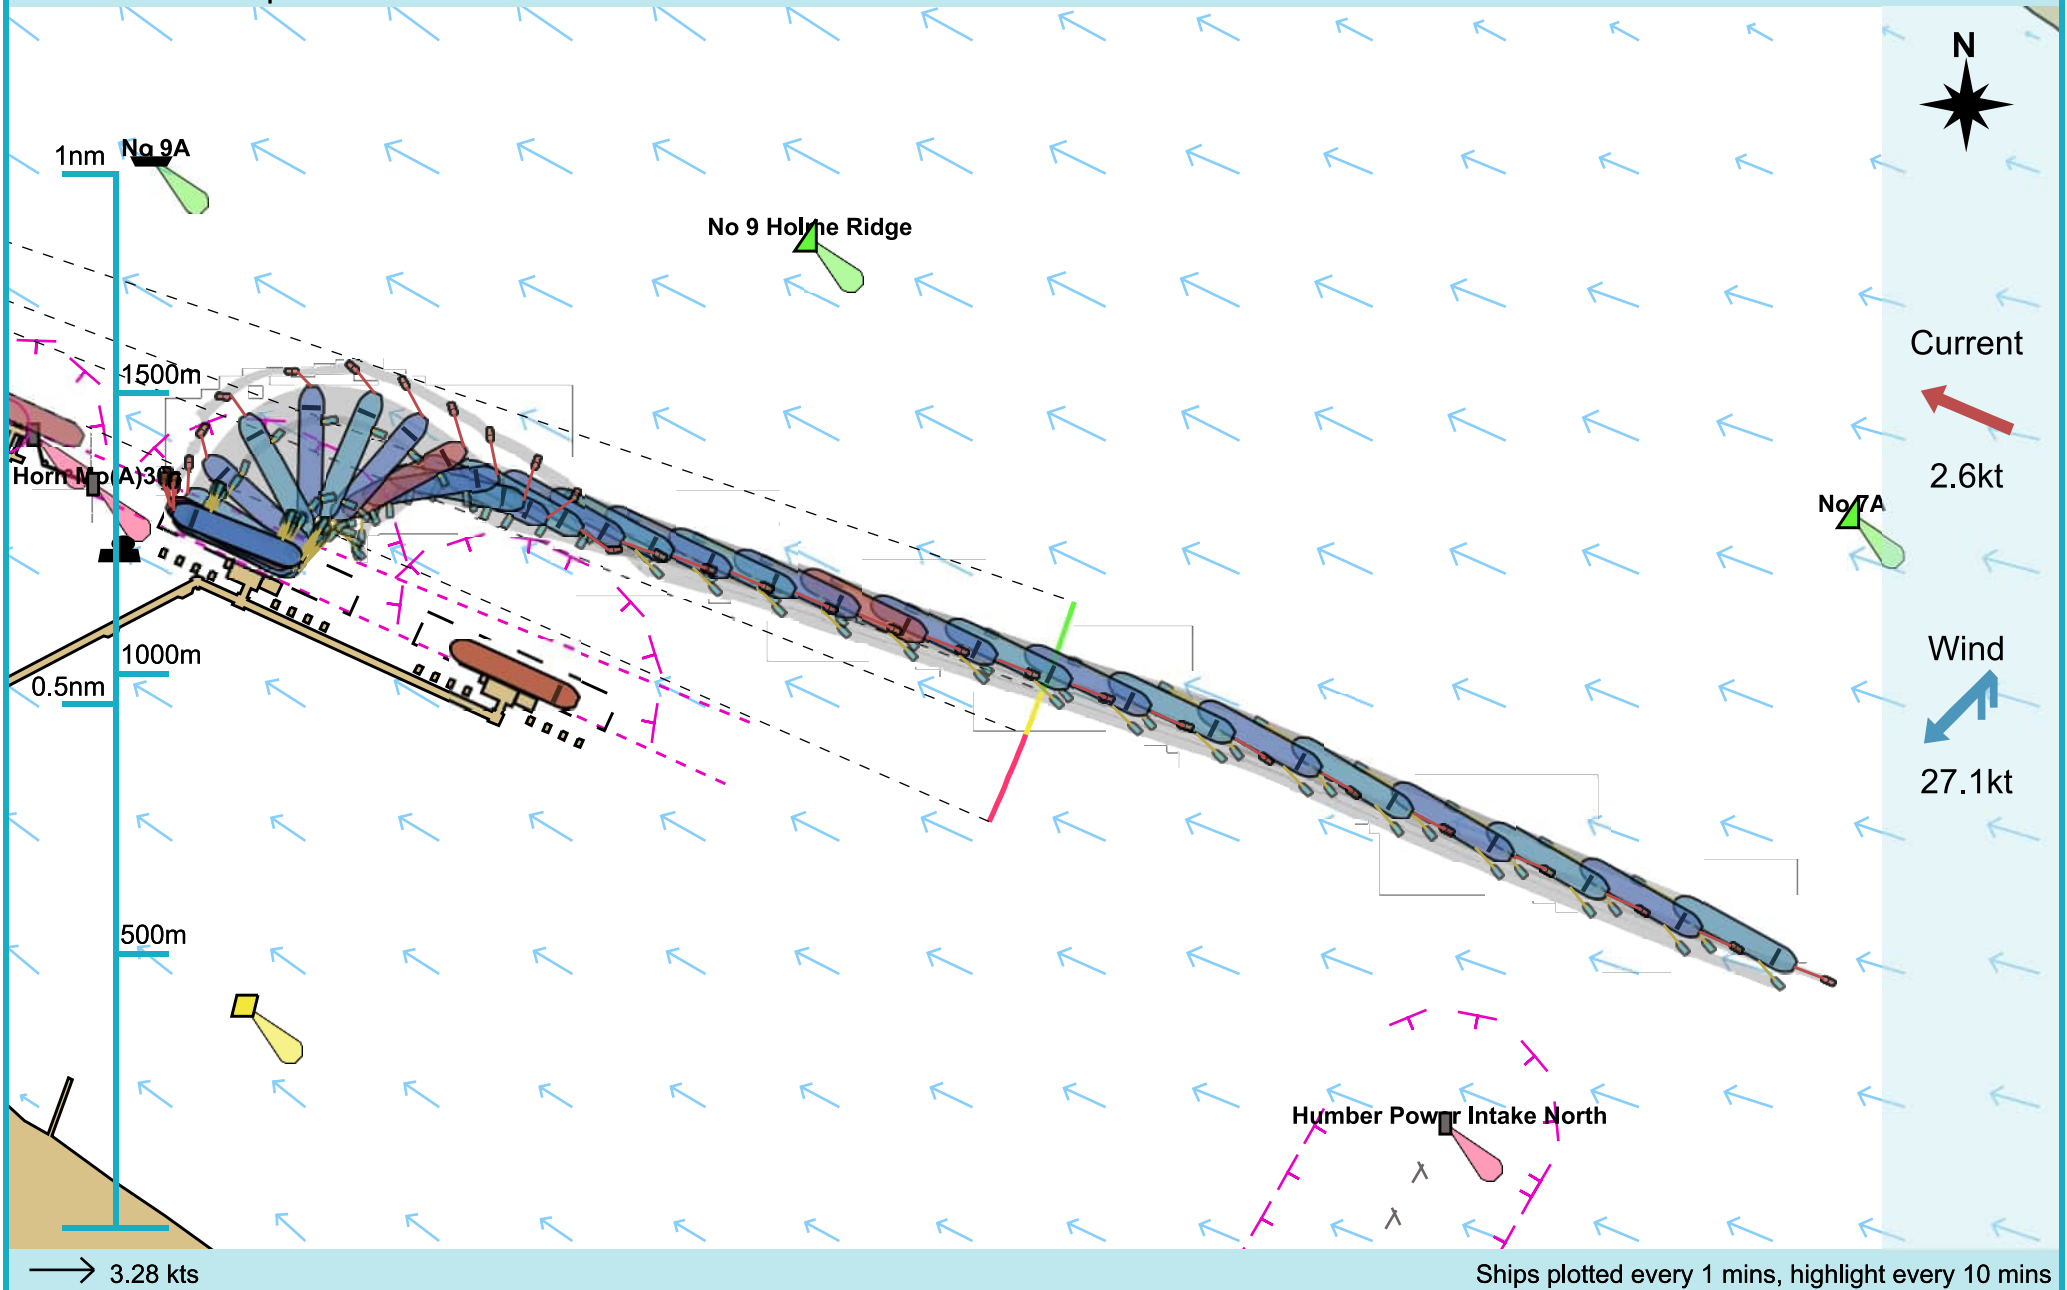 N
1nm
No 9A
No 9 Holme Ridge
Current
1500m
2.6kt
No 7A
Wind
1000m
0.5nm
27.1kt
500m
Humber Power Intake North
3.28 kts
Ships plotted every 1 mins, highlight every 10 mins